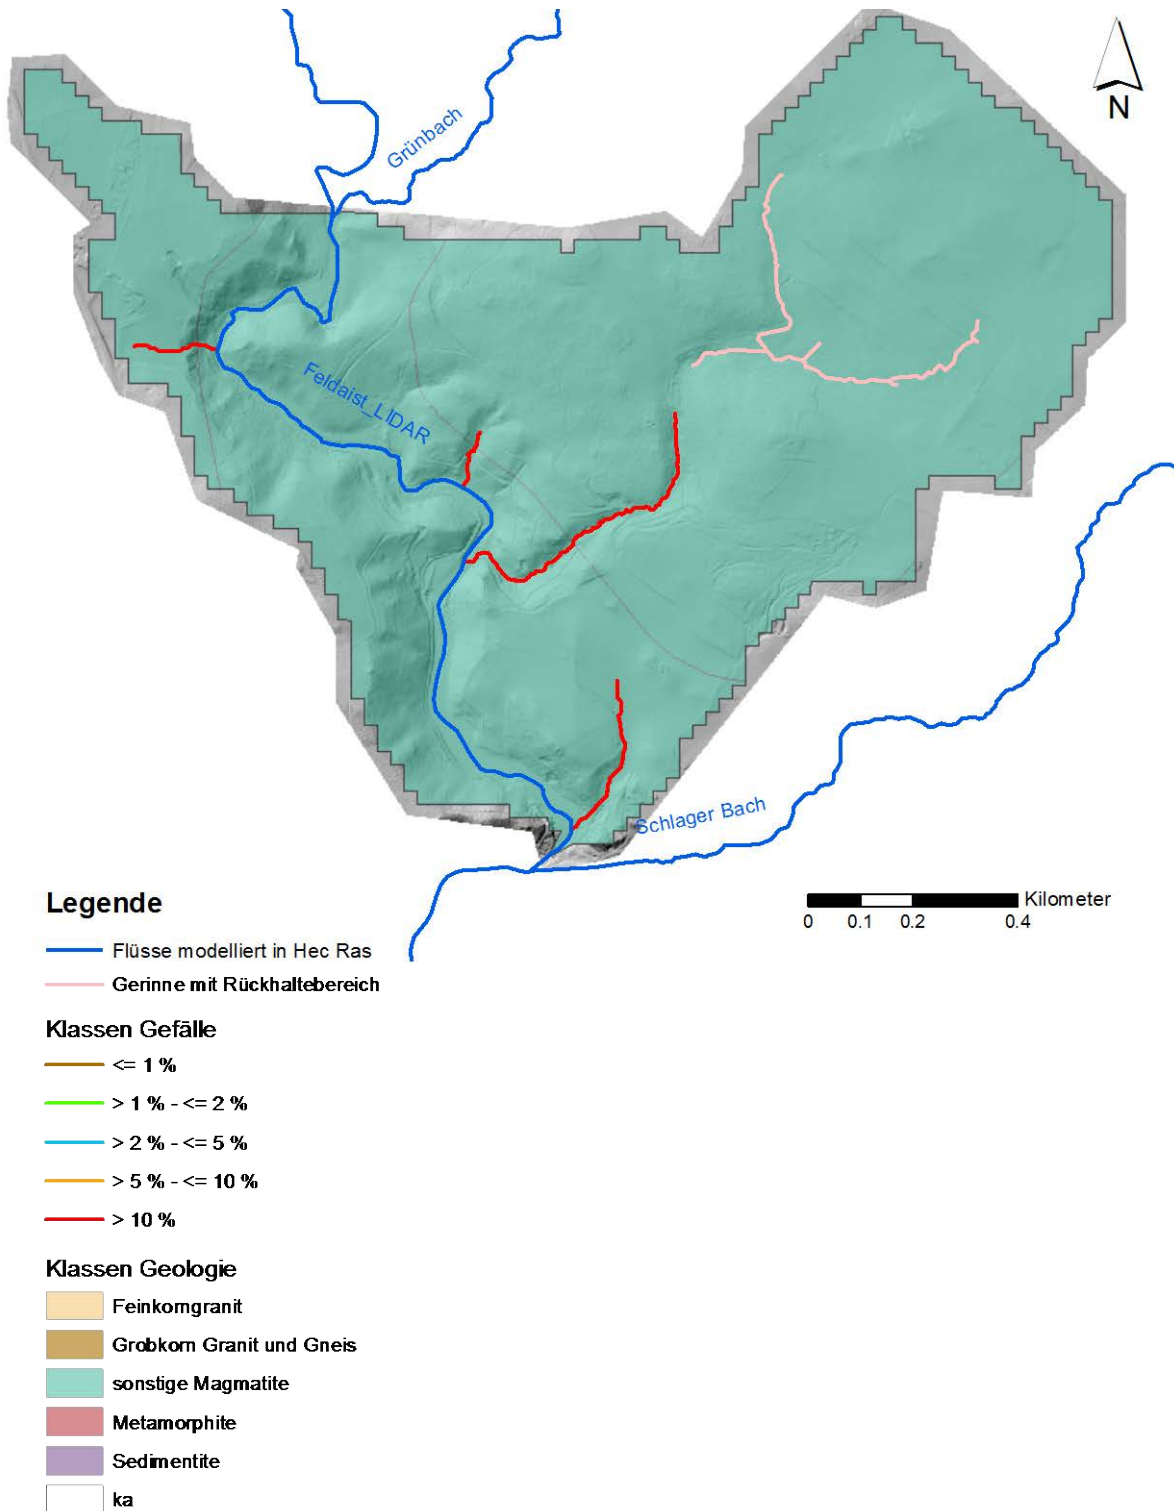 N
Grünbach
Feldaist_LIDAR
Schlager Bach
Legende
Kilometer
0 0.1 0.2 0.4
Flüsse modelliert in Hec Ras
Gerinne mit Rückhaltebereich
Klassen Gefälle
<= 1 %
> 1 % - <= 2 %
> 2 % - <= 5 %
> 5 % - <= 10 %
> 10 %
Klassen Geologie
Feinkorngranit
Grobkorn Granit und Gneis
sonstige Magmatite
Metamorphite
Sedimentite
ka